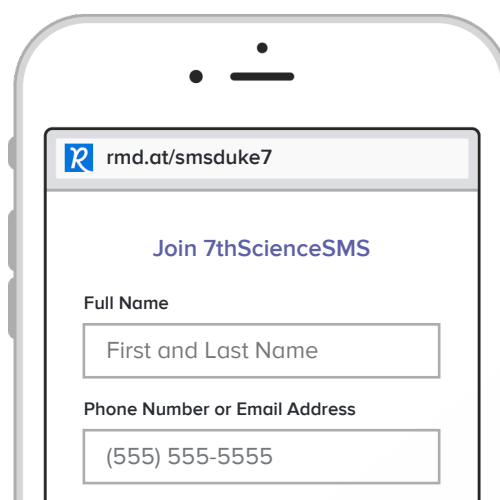 rmd.at/smsduke7
Join 7thScienceSMS
Full Name
First and Last Name
Phone Number or Email Address
(555) 555-5555